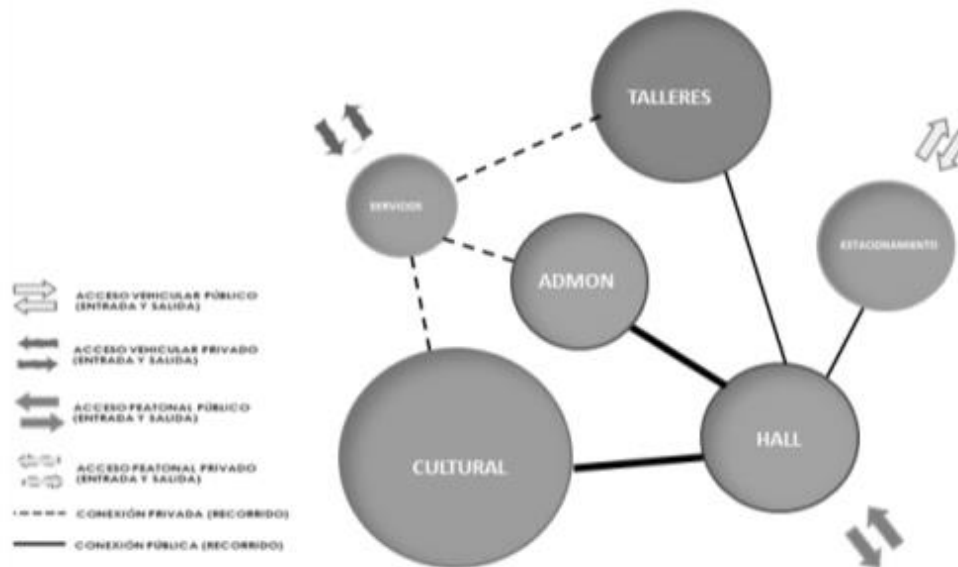 TALLERES
SERVICIOS
ESTACIONAMIENTO
ADMON
HALL
CULTURAL
ACCESO VEHICULAR PÚBLICO
(ENTRADA Y SALIDA)
ACCESO VEHICULAR PRIVADO
(ENTRADA Y SALIDA)
ACCESO PEATONAL PÚBLICO
(ENTRADA Y SALIDA)
ACCESO PEATONAL PRIVADO
(ENTRADA Y SALIDA)
CONEXIÓN PRIVADA (RECORRIDO)
CONEXIÓN PÚBLICA (RECORRIDO)